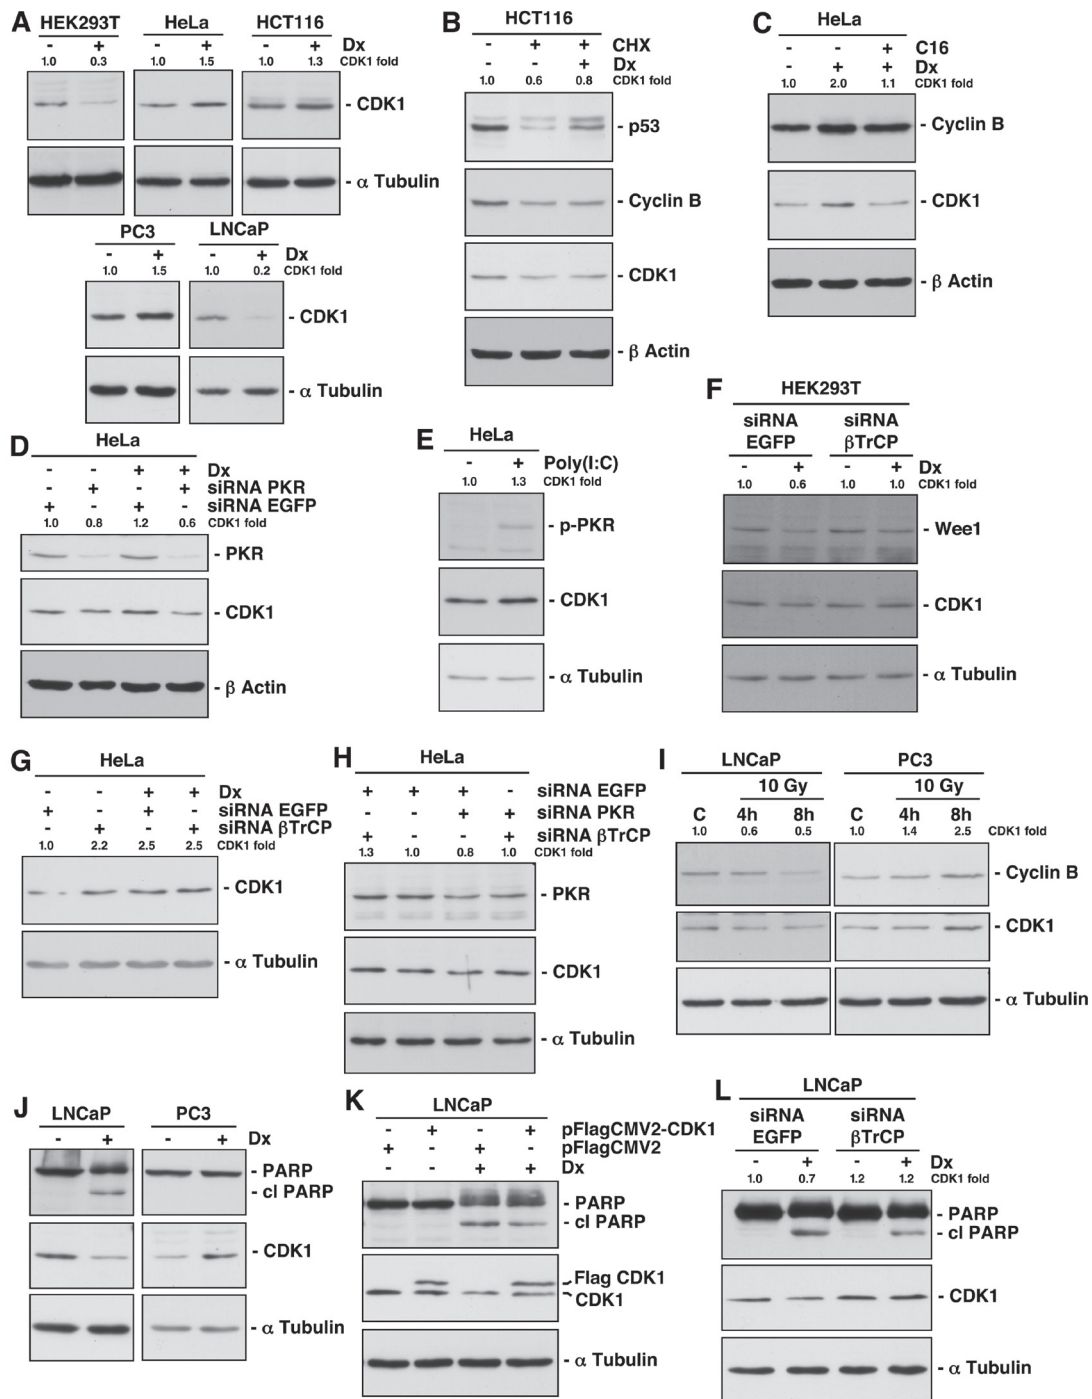 A
HEK293T HeLa HCT116
- + - + - + Dx
1.0 0.3 1.0 1.5 1.0 1.3 CDK1 fold
- CDK1
- α Tubulin
PC3 LNCaP
- + - + Dx
1.0 1.5 1.0 0.2 CDK1 fold
- CDK1
- α Tubulin
B
HCT116
- + + CHX
- - + Dx
1.0 0.6 0.8 CDK1 fold
- p53
- Cyclin B
- CDK1
- β Actin
C
HeLa
- - + C16
- + + Dx
1.0 2.0 1.1 CDK1 fold
- Cyclin B
- CDK1
- β Actin
D
HeLa
- - + + Dx
- + - + siRNA PKR
+ - + - siRNA EGFP
1.0 0.8 1.2 0.6 CDK1 fold
- PKR
- CDK1
- β Actin
E
HeLa
- + Poly(I:C)
1.0 1.3 CDK1 fold
- p-PKR
- CDK1
- α Tubulin
F
HEK293T
siRNA EGFP siRNA βTrCP
- + - + Dx
1.0 0.6 1.0 1.0 CDK1 fold
- Wee1
- CDK1
- α Tubulin
G
HeLa
- - + + Dx
+ - + - siRNA EGFP
- + - + siRNA βTrCP
1.0 2.2 2.5 2.5 CDK1 fold
- CDK1
- α Tubulin
H
HeLa
+ + + - siRNA EGFP
- - + + siRNA PKR
+ - - + siRNA βTrCP
1.3 1.0 0.8 1.0 CDK1 fold
- PKR
- CDK1
- α Tubulin
I
LNCaP PC3
10 Gy 10 Gy
C 4h 8h C 4h 8h
1.0 0.6 0.5 1.0 1.4 2.5 CDK1 fold
- Cyclin B
- CDK1
- α Tubulin
J
LNCaP PC3
- + - + Dx
- PARP
- cl PARP
- CDK1
- α Tubulin
K
LNCaP
- + - + pFlagCMV2-CDK1
+ - + - pFlagCMV2
- - + + Dx
- PARP
- cl PARP
Flag CDK1
CDK1
- α Tubulin
L
LNCaP
siRNA EGFP siRNA βTrCP
- + - + Dx
1.0 0.7 1.2 1.2 CDK1 fold
- PARP
- cl PARP
- CDK1
- α Tubulin